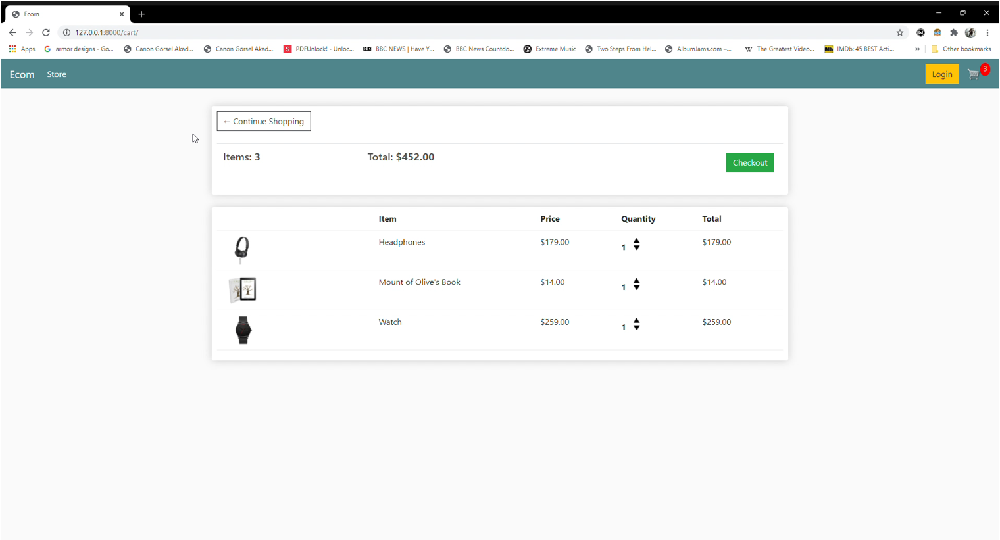 Ecom
127.0.0.1:8000/cart/
Apps armor designs - Go... Canon Görsel Akad... Canon Görsel Akad... PDFUnlock! - Unloc... BBC NEWS | Have Y... BBC News Countdo... Extreme Music Two Steps From Hel... AlbumJams.com –... The Greatest Video... IMDb: 45 BEST Acti... » Other bookmarks
Ecom Store Login 3
← Continue Shopping
Items: 3 Total: $452.00 Checkout
Item Price Quantity Total
Headphones $179.00 1 $179.00
Mount of Olive's Book $14.00 1 $14.00
Watch $259.00 1 $259.00